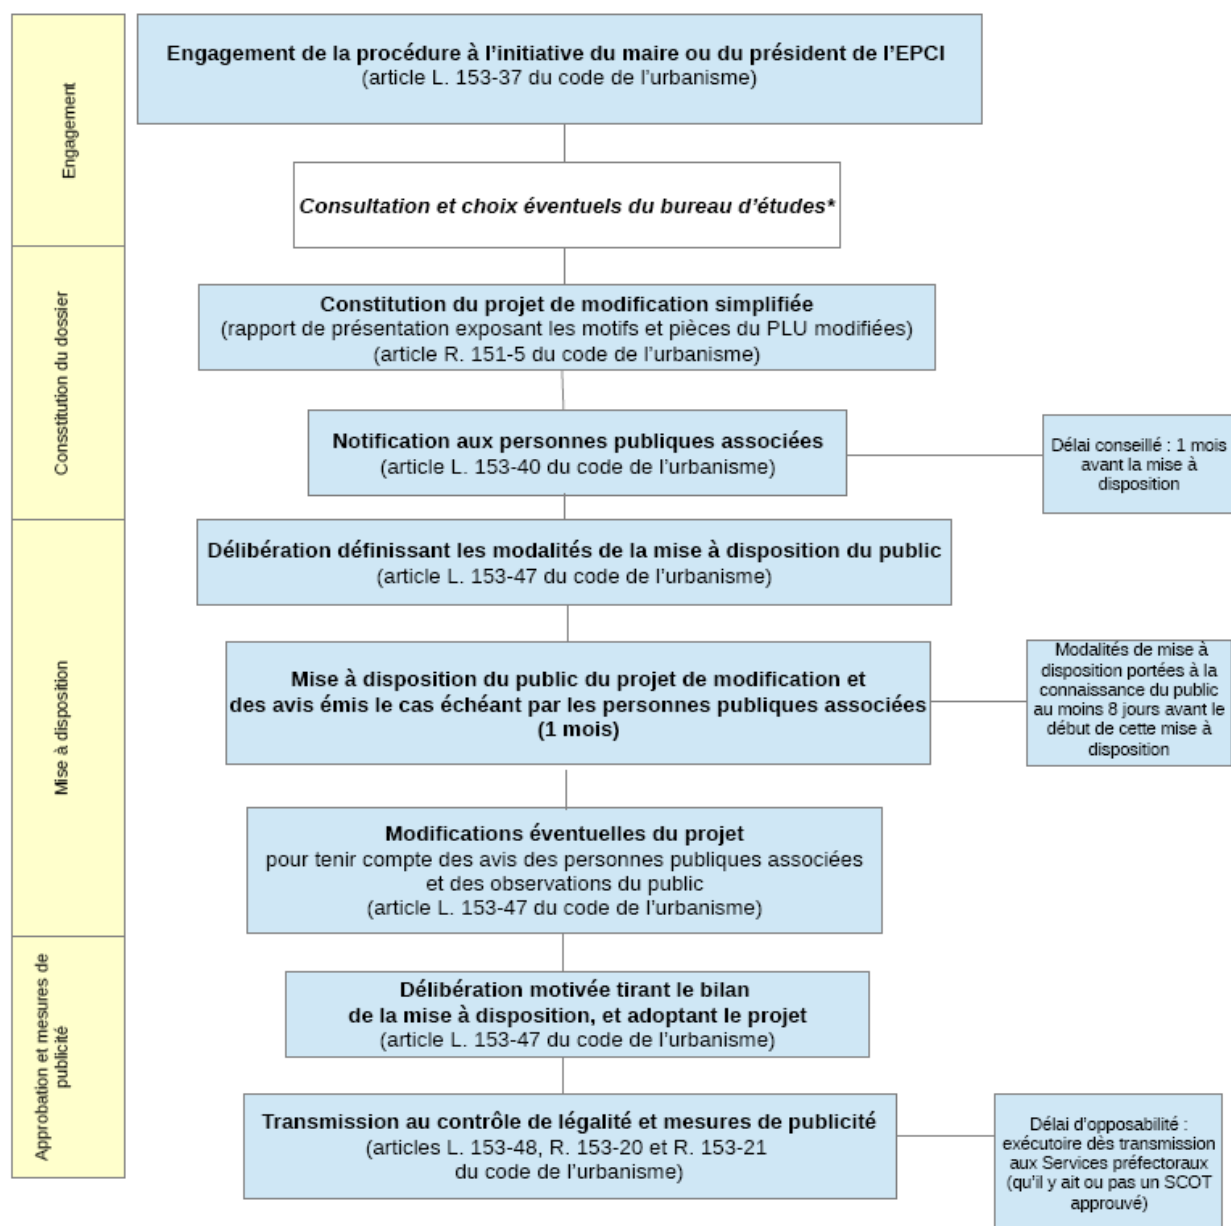 Engagement
Engagement de la procédure à l’initiative du maire ou du président de l’EPCI
(article L. 153-37 du code de l’urbanisme)
Consultation et choix éventuels du bureau d’études*
Consstitution du dossier
Constitution du projet de modification simplifiée
(rapport de présentation exposant les motifs et pièces du PLU modifiées)
(article R. 151-5 du code de l’urbanisme)
Notification aux personnes publiques associées
(article L. 153-40 du code de l’urbanisme)
Délai conseillé : 1 mois
avant la mise à
disposition
Mise à disposition
Délibération définissant les modalités de la mise à disposition du public
(article L. 153-47 du code de l’urbanisme)
Mise à disposition du public du projet de modification et
des avis émis le cas échéant par les personnes publiques associées
(1 mois)
Modalités de mise à
disposition portées à la
connaissance du public
au moins 8 jours avant le
début de cette mise à
disposition
Modifications éventuelles du projet
pour tenir compte des avis des personnes publiques associées
et des observations du public
(article L. 153-47 du code de l’urbanisme)
Approbation et mesures de
publicité
Délibération motivée tirant le bilan
de la mise à disposition, et adoptant le projet
(article L. 153-47 du code de l’urbanisme)
Transmission au contrôle de légalité et mesures de publicité
(articles L. 153-48, R. 153-20 et R. 153-21
du code de l’urbanisme)
Délai d’opposabilité :
exécutoire dès transmission
aux Services préfectoraux
(qu’il y ait ou pas un SCOT
approuvé)